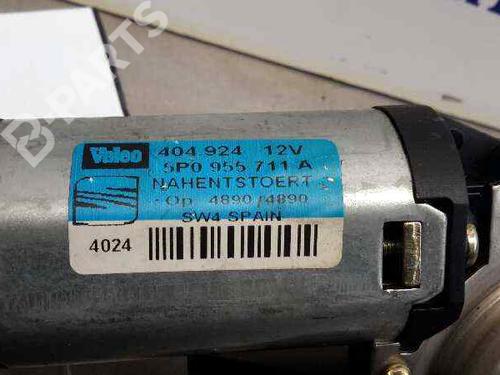 B-PARTS
Valeo 404.924 12V
5P0 955 711 A
NAHENTSTOERT
Op 4890/4890
SW4 SPAIN
4024